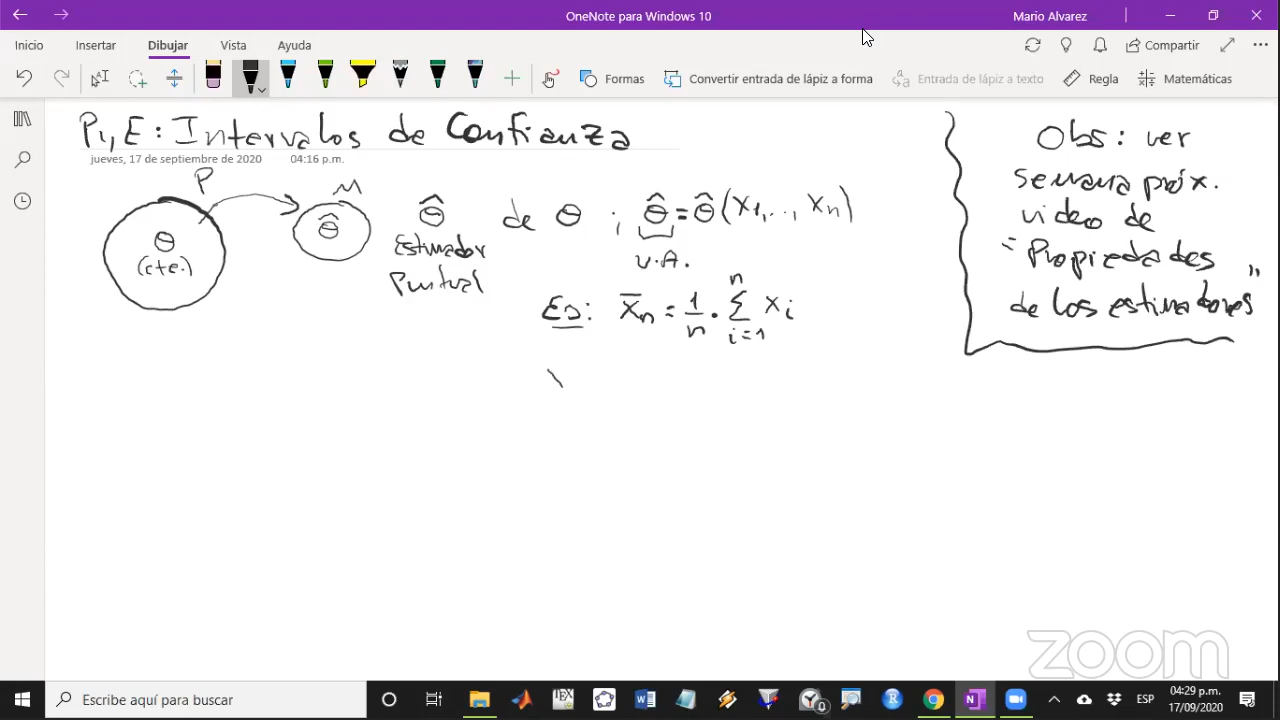 OneNote para Windows 10
Mario Alvarez
Inicio Insertar Dibujar Vista Ayuda
Compartir
Formas Convertir entrada de lápiz a forma Entrada de lápiz a texto Regla Matemáticas
P y E: Intervalos de Confianza
jueves, 17 de septiembre de 2020 04:16 p.m.
P
M
θ
(cte.)
θ̂
θ̂ de θ ; θ̂ = θ̂(X1,..., Xn)
Estimador
Puntual
v.A.
Ej: X̄n = 1/n · Σ_{i=1}^{n} Xi
Obs: ver
semana próx.
video de
"Propiedades
de los estimadores"
zoom
Escribe aquí para buscar
ESP
04:29 p.m.
17/09/2020